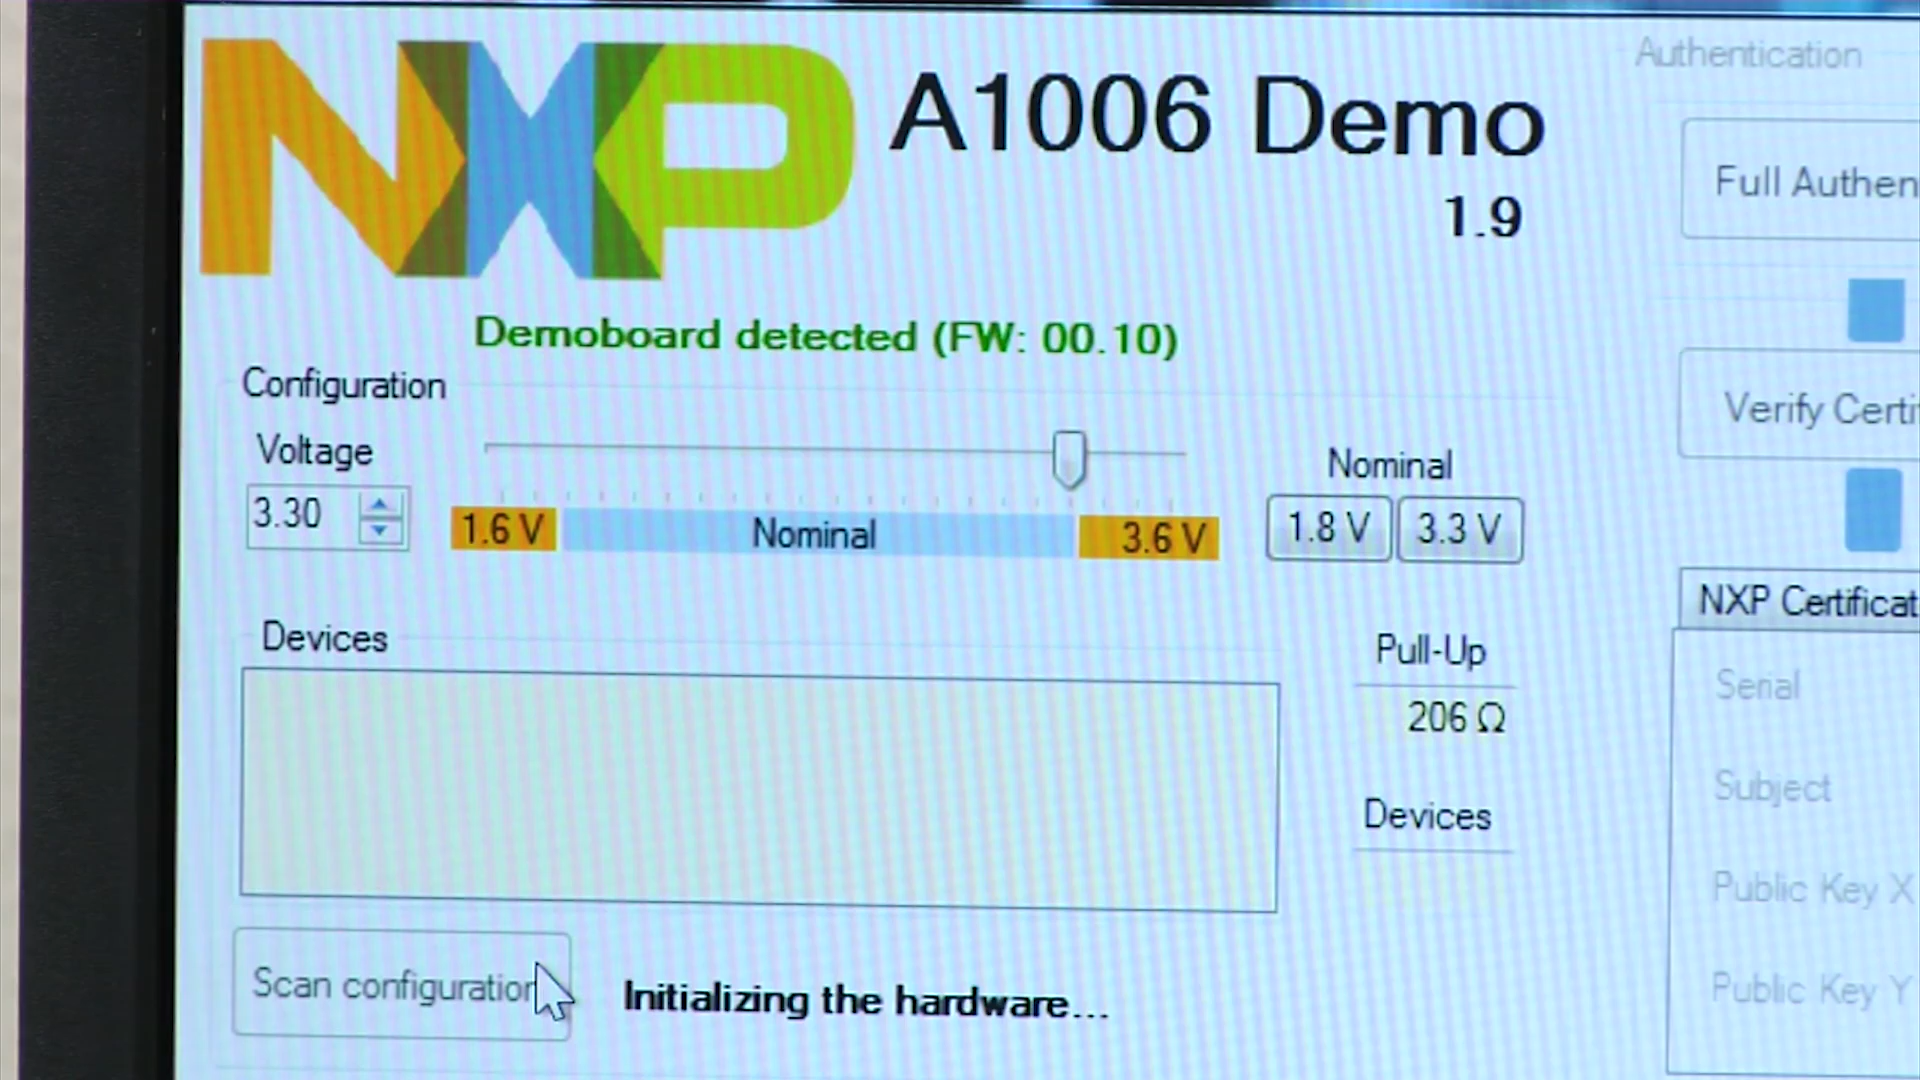 NXP
A1006 Demo
1.9
Demoboard detected (FW: 00.10)
Configuration
Voltage
3.30
1.6 V
Nominal
3.6 V
Nominal
1.8 V
3.3 V
Devices
Pull-Up
206 Ω
Devices
Scan configuration
Initializing the hardware...
Authentication
Full Authen
Verify Certi
NXP Certificat
Serial
Subject
Public Key X
Public Key Y